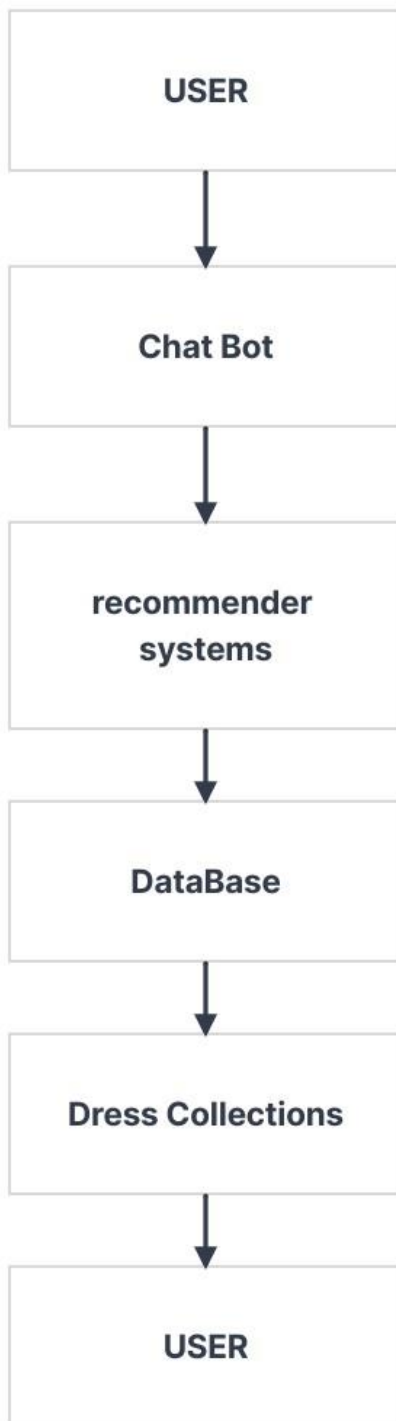 USER
Chat Bot
recommender
systems
DataBase
Dress Collections
USER